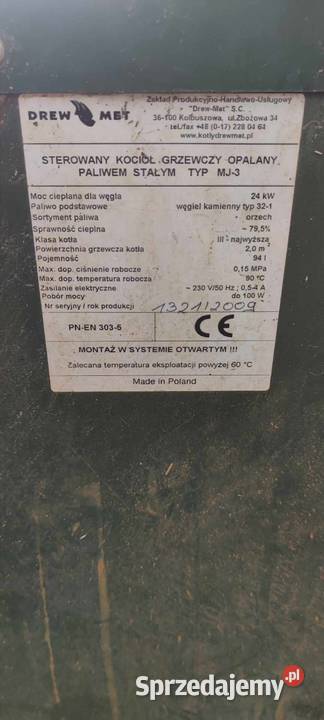 DREW MET
Zakład Produkcyjno-Handlowo-Usługowy
"Drew-Met" S.C.
36-100 Kolbuszowa, ul.Zbożowa 34
tel./fax +48 (0-17) 228 04 64
www.kotlydrewmet.pl
STEROWANY KOCIOŁ GRZEWCZY OPALANY
PALIWEM STAŁYM TYP MJ-3
Moc cieplana dla węgla 24 kW
Paliwo podstawowe węgiel kamienny typ 32-1
Sortyment paliwa orzech
Sprawność cieplna ~ 79,5%
Klasa kotła III - najwyższa
Powierzchnia grzewcza kotła 2,0 m
Pojemność 94 l
Max. dop. ciśnienie robocze 0,15 MPa
Max. dop. temperatura robocza 90 °C
Zasilanie elektryczne ~ 230 V/50 Hz ; 0,5-4 A
Pobór mocy do 100 W
Nr seryjny / rok produkcji 132112009
PN-EN 303-5 CE
MONTAŻ W SYSTEMIE OTWARTYM !!!
Zalecana temperatura eksploatacji powyżej 60 °C
Made in Poland
Sprzedajemy.pl